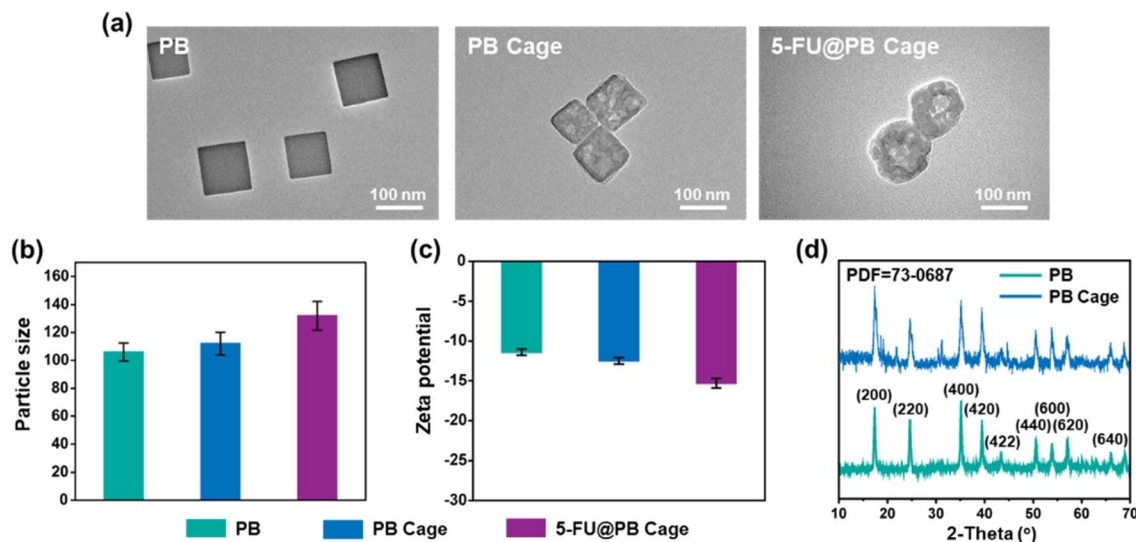 (a)
PB
PB Cage
5-FU@PB Cage
100 nm
100 nm
100 nm
(b)
Particle size
160
140
120
100
80
60
40
20
0
(c)
Zeta potential
0
-5
-10
-15
-20
-25
-30
PB
PB Cage
5-FU@PB Cage
(d)
PDF=73-0687
PB
PB Cage
(200)
(220)
(400)
(420)
(422)
(440)
(600)
(620)
(640)
10 20 30 40 50 60 70
2-Theta (°)